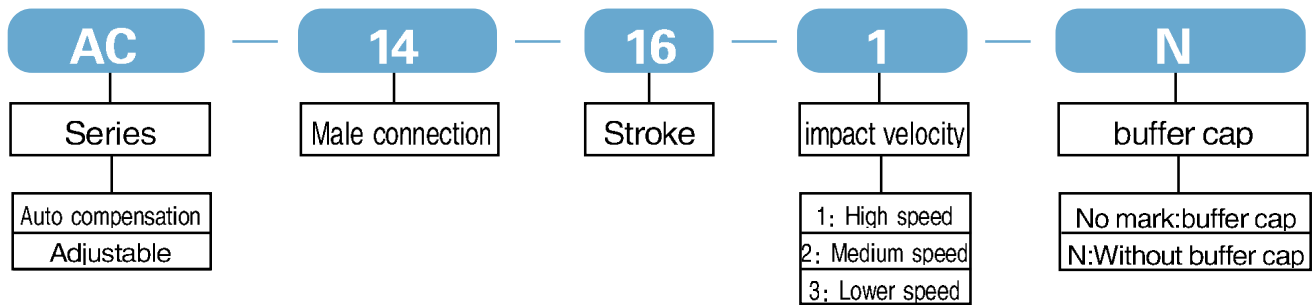 AC — 14 — 16 — 1 — N
Series
Male connection
Stroke
impact velocity
buffer cap
Auto compensation
Adjustable
1: High speed
2: Medium speed
3: Lower speed
No mark:buffer cap
N:Without buffer cap